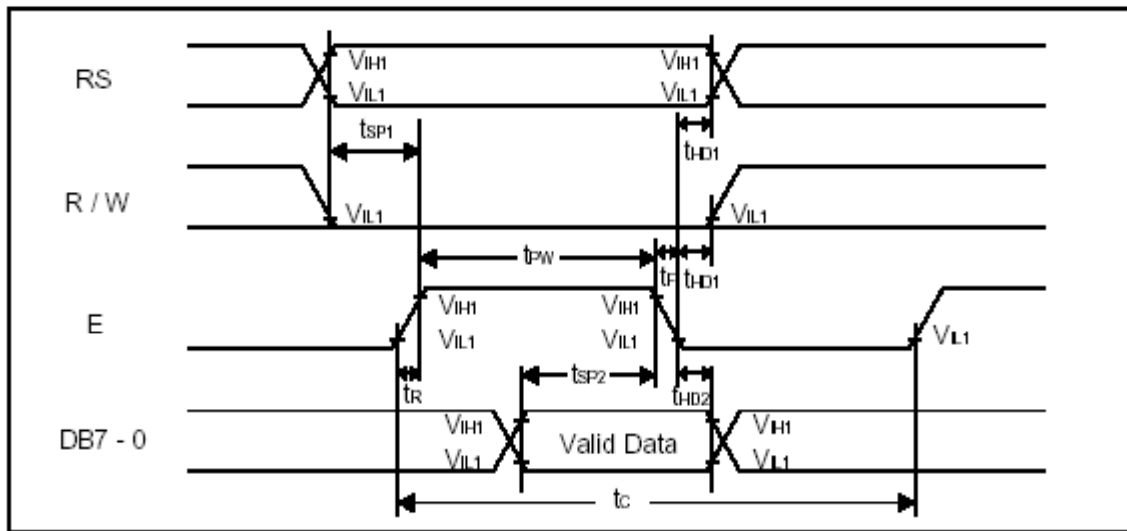 RS
VIH1 VIH1
VIL1 VIL1
tSP1
tHD1
R / W
VIL1 VIL1
tPW tF tHD1
E
VIH1 VIH1
VIL1 VIL1 VIL1
tR tSP2 tHD2
DB7 - 0
VIH1 Valid Data VIH1
VIL1 VIL1
tC